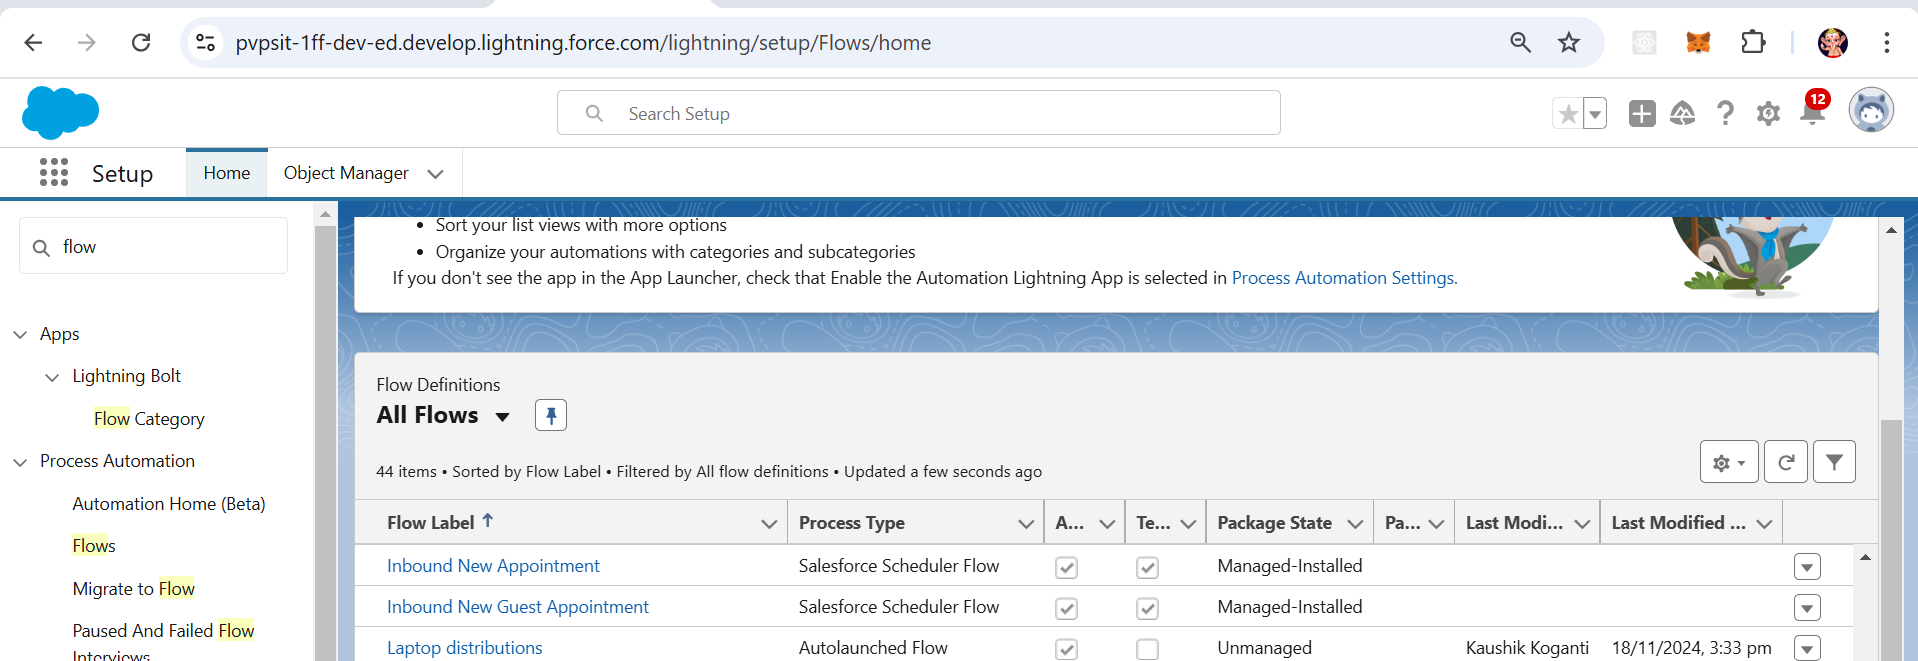 pvpsit-1ff-dev-ed.develop.lightning.force.com/lightning/setup/Flows/home
Search Setup
12
Setup
Home
Object Manager
flow
Apps
Lightning Bolt
Flow Category
Process Automation
Automation Home (Beta)
Flows
Migrate to Flow
Paused And Failed Flow
Interviews
• Sort your list views with more options
• Organize your automations with categories and subcategories
If you don't see the app in the App Launcher, check that Enable the Automation Lightning App is selected in Process Automation Settings.
Flow Definitions
All Flows
44 items • Sorted by Flow Label • Filtered by All flow definitions • Updated a few seconds ago
Flow Label Process Type A... Te... Package State Pa... Last Modi... Last Modified ...
Inbound New Appointment Salesforce Scheduler Flow Managed-Installed
Inbound New Guest Appointment Salesforce Scheduler Flow Managed-Installed
Laptop distributions Autolaunched Flow Unmanaged Kaushik Koganti 18/11/2024, 3:33 pm